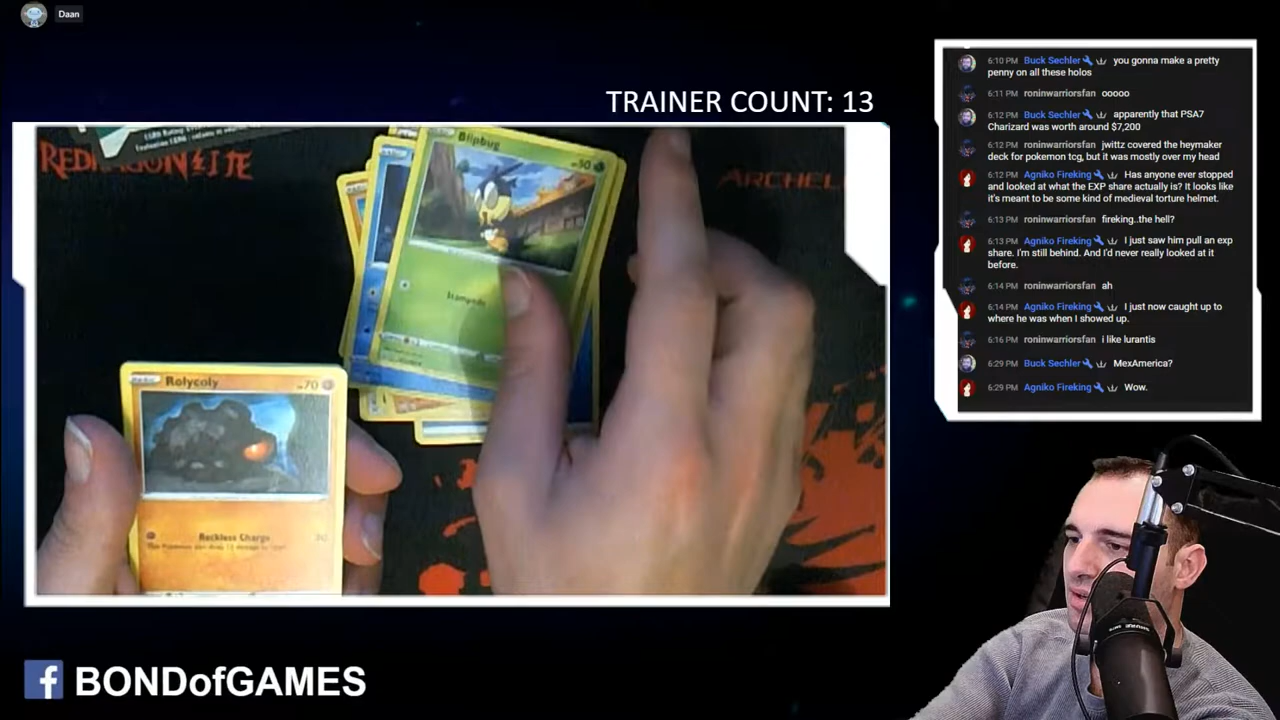 Daan
TRAINER COUNT: 13
REDRAGON
ARCHEL
Blipbug
50
Stampede
Rolycoly
70
Reckless Charge
6:10 PM Buck Sechler you gonna make a pretty
penny on all these holos
6:11 PM roninwarriorsfan ooooo
6:12 PM Buck Sechler apparently that PSA7
Charizard was worth around $7,200
6:12 PM roninwarriorsfan jwittz covered the heymaker
deck for pokemon tcg, but it was mostly over my head
6:12 PM Agniko Fireking Has anyone ever stopped
and looked at what the EXP share actually is? It looks like
it's meant to be some kind of medieval torture helmet.
6:13 PM roninwarriorsfan fireking..the hell?
6:13 PM Agniko Fireking I just saw him pull an exp
share. I'm still behind. And I'd never really looked at it
before.
6:14 PM roninwarriorsfan ah
6:14 PM Agniko Fireking I just now caught up to
where he was when I showed up.
6:16 PM roninwarriorsfan i like lurantis
6:29 PM Buck Sechler MexAmerica?
6:29 PM Agniko Fireking Wow.
SHURE
f BONDofGAMES